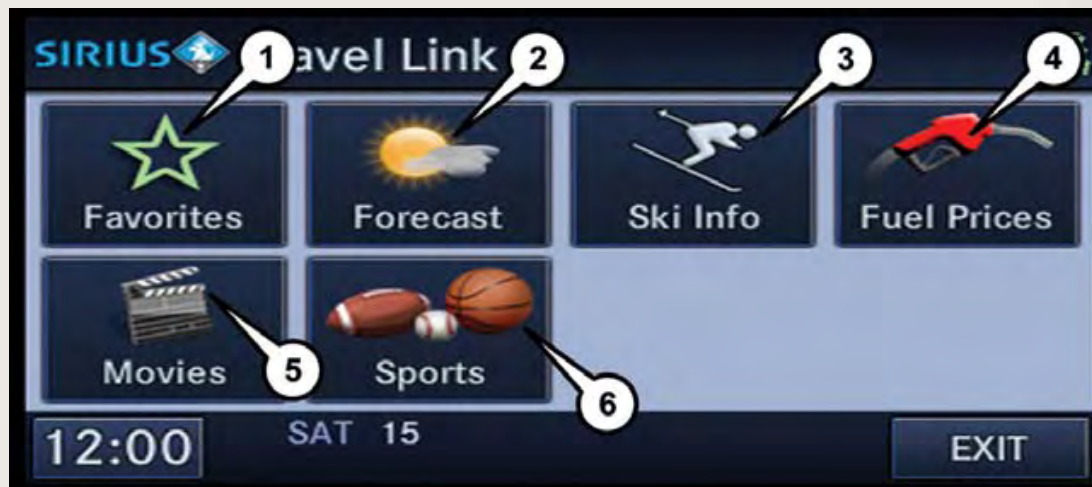 SIRIUS avel Link
1 2 3 4
Favorites Forecast Ski Info Fuel Prices
5 6
Movies Sports
12:00 SAT 15 EXIT